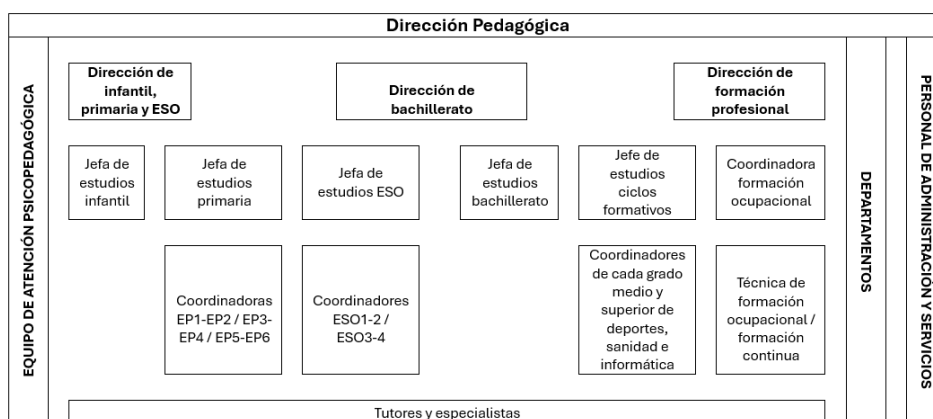 Dirección Pedagógica
EQUIPO DE ATENCIÓN PSICOPEDAGÓGICA
Dirección de
infantil,
primaria y ESO
Dirección de
bachillerato
Dirección de
formación
profesional
Jefa de
estudios
infantil
Jefa de
estudios
primaria
Jefa de
estudios ESO
Jefa de
estudios
bachillerato
Jefe de
estudios
ciclos
formativos
Coordinadora
formación
ocupacional
Coordinadoras
EP1-EP2 / EP3-
EP4 / EP5-EP6
Coordinadores
ESO1-2 /
ESO3-4
Coordinadores
de cada grado
medio y
superior de
deportes,
sanidad e
informática
Técnica de
formación
ocupacional /
formación
continua
Tutores y especialistas
DEPARTAMENTOS
PERSONAL DE ADMINISTRACIÓN Y SERVICIOS